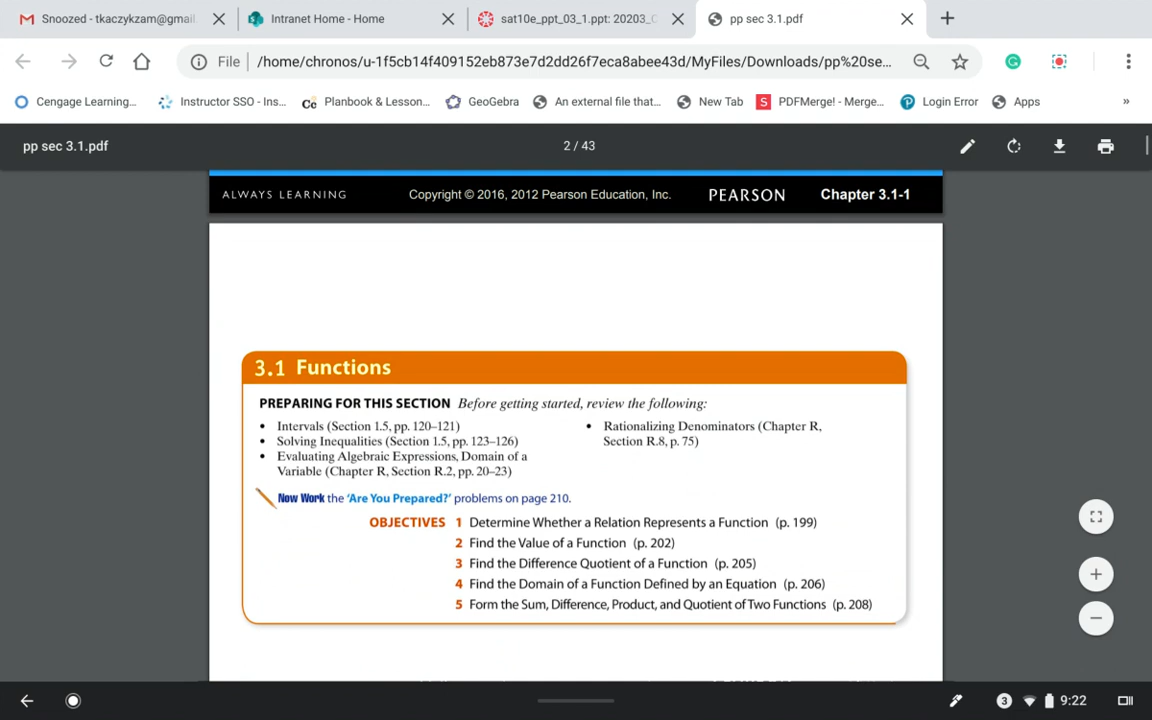 Snoozed - tkaczykzam@gmail.
Intranet Home - Home
sat10e_ppt_03_1.ppt: 20203_C
pp sec 3.1.pdf
File
/home/chronos/u-1f5cb14f409152eb873e7d2dd26f7eca8abee43d/MyFiles/Downloads/pp%20se...
Cengage Learning...
Instructor SSO - Ins...
Cc Planbook & Lesson...
GeoGebra
An external file that...
New Tab
S PDFMerge! - Merge...
Login Error
Apps
»
pp sec 3.1.pdf
2 / 43
ALWAYS LEARNING
Copyright © 2016, 2012 Pearson Education, Inc.
PEARSON
Chapter 3.1-1
3.1 Functions
PREPARING FOR THIS SECTION Before getting started, review the following:
• Intervals (Section 1.5, pp. 120–121)
• Solving Inequalities (Section 1.5, pp. 123–126)
• Evaluating Algebraic Expressions, Domain of a
Variable (Chapter R, Section R.2, pp. 20–23)
• Rationalizing Denominators (Chapter R,
Section R.8, p. 75)
Now Work the 'Are You Prepared?' problems on page 210.
OBJECTIVES 1 Determine Whether a Relation Represents a Function (p. 199)
2 Find the Value of a Function (p. 202)
3 Find the Difference Quotient of a Function (p. 205)
4 Find the Domain of a Function Defined by an Equation (p. 206)
5 Form the Sum, Difference, Product, and Quotient of Two Functions (p. 208)
3
9:22